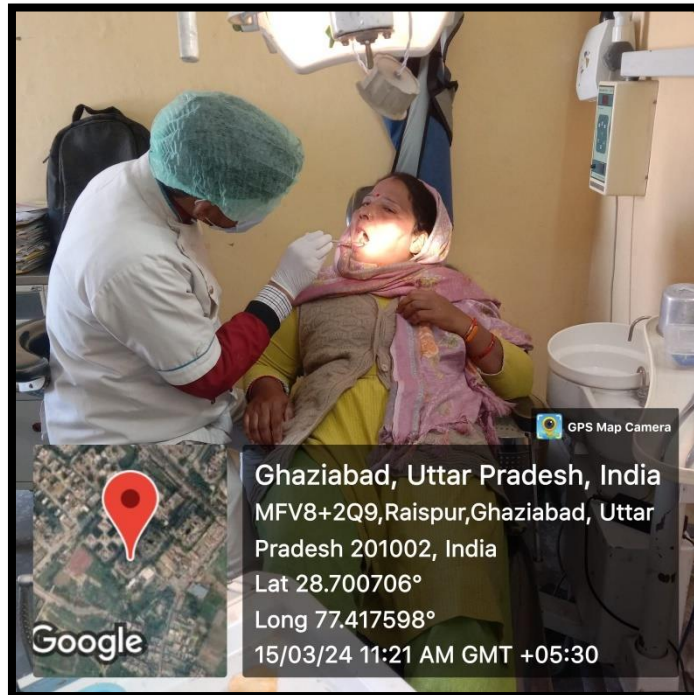 GPS Map Camera
Ghaziabad, Uttar Pradesh, India
MFV8+2Q9,Raispur,Ghaziabad, Uttar
Pradesh 201002, India
Lat 28.700706°
Long 77.417598°
15/03/24 11:21 AM GMT +05:30
Google